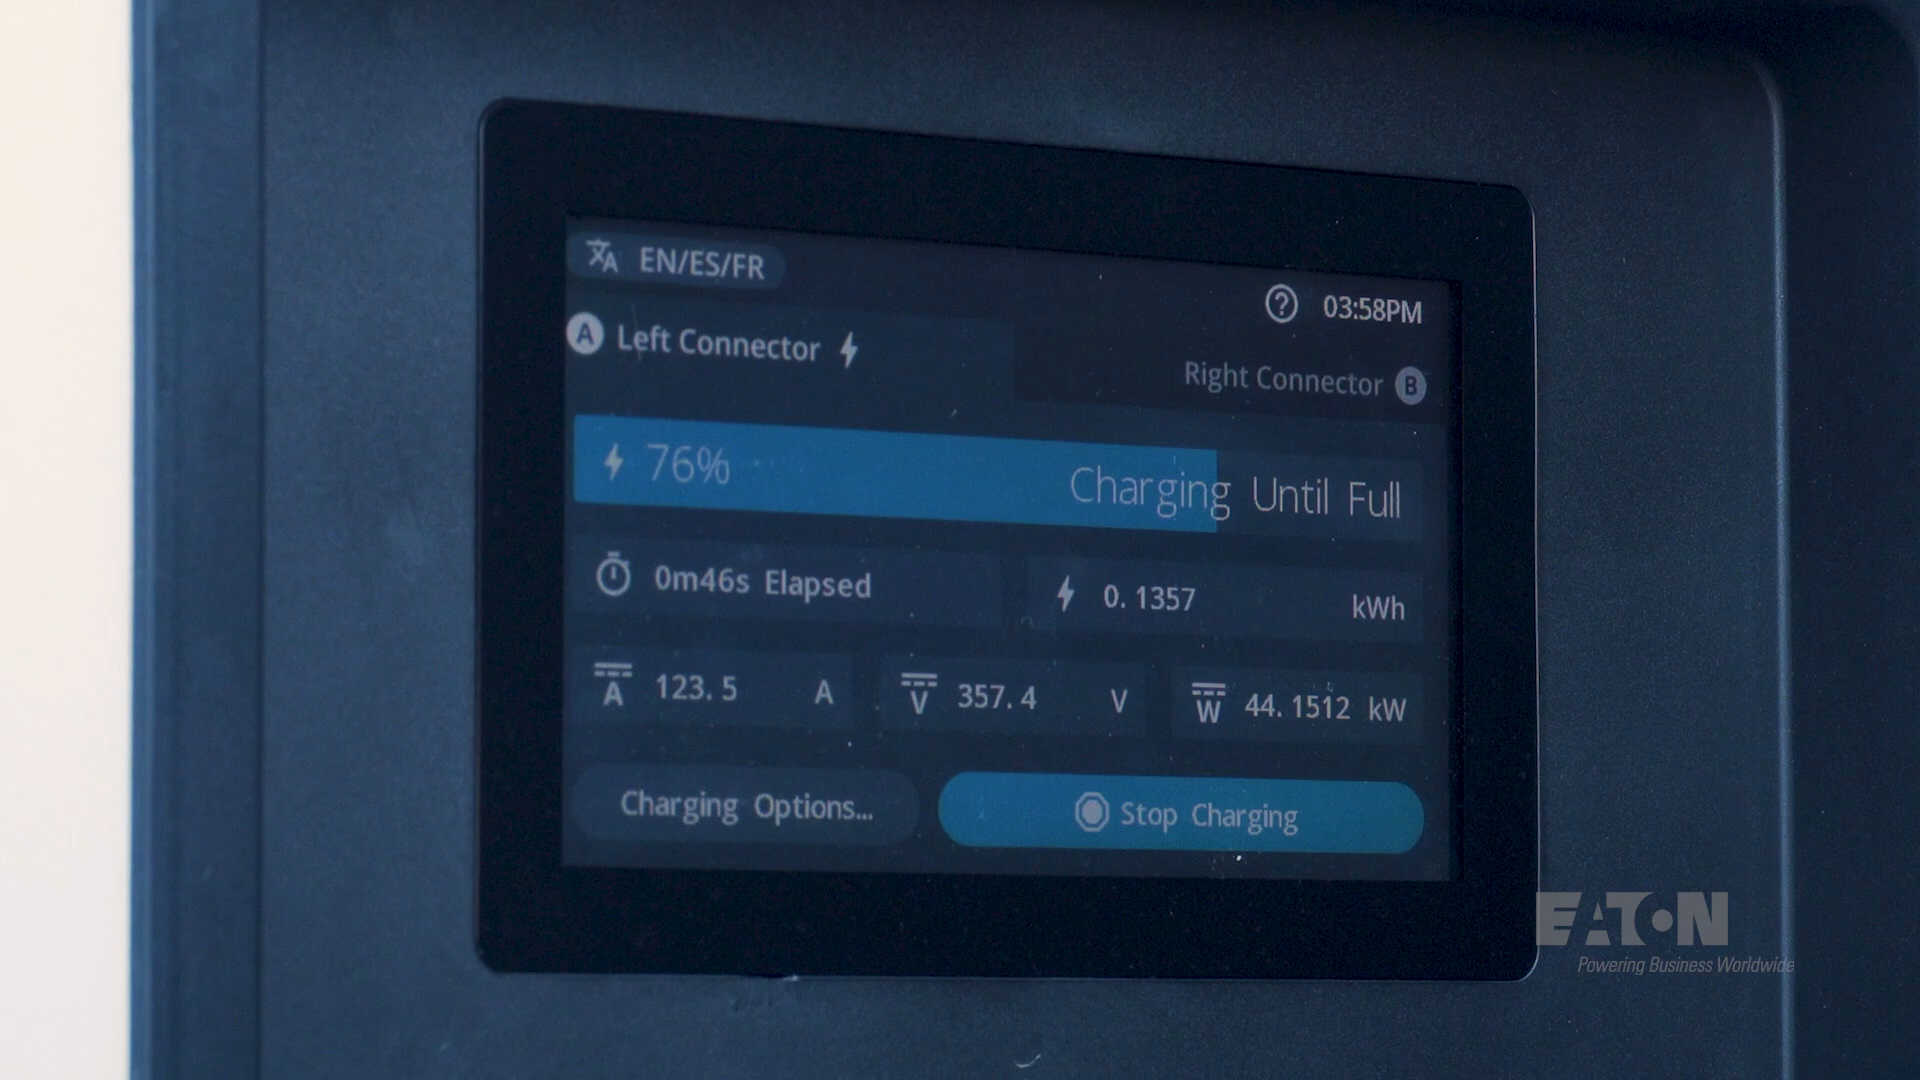 EN/ES/FR
03:58PM
A Left Connector
Right Connector B
76% Charging Until Full
0m46s Elapsed
0.1357 kWh
A 123.5 A
V 357.4 V
W 44.1512 kW
Charging Options...
Stop Charging
EATON
Powering Business Worldwide